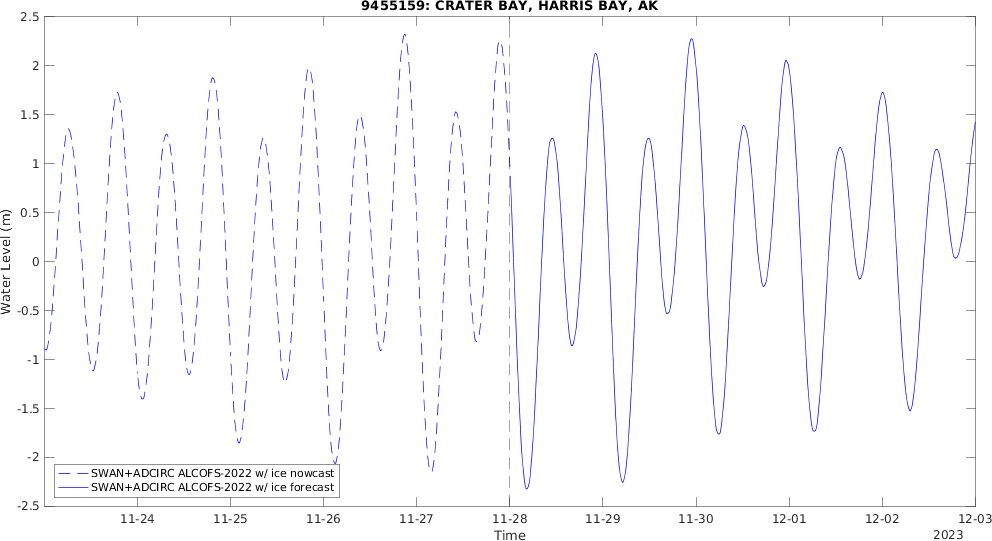 9455159: CRATER BAY, HARRIS BAY, AK
2.5
2
1.5
1
0.5
0
-0.5
-1
-1.5
-2
-2.5
Water Level (m)
SWAN+ADCIRC ALCOFS-2022 w/ ice nowcast
SWAN+ADCIRC ALCOFS-2022 w/ ice forecast
11-24 11-25 11-26 11-27 11-28 11-29 11-30 12-01 12-02 12-03
Time
2023